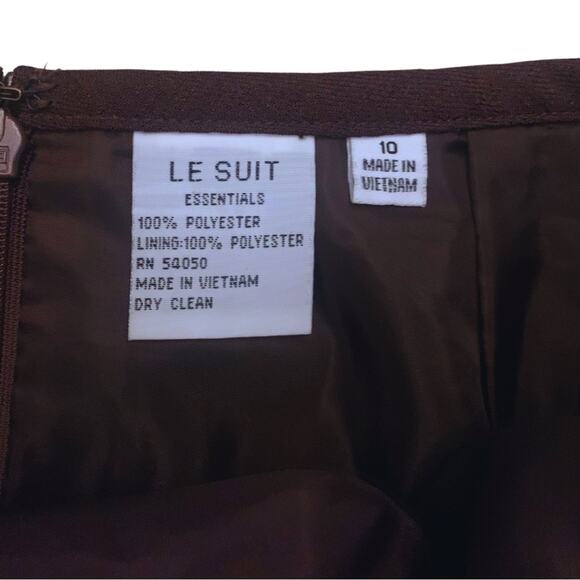 LE SUIT
ESSENTIALS
100% POLYESTER
LINING:100% POLYESTER
RN 54050
MADE IN VIETNAM
DRY CLEAN
10
MADE IN
VIETNAM